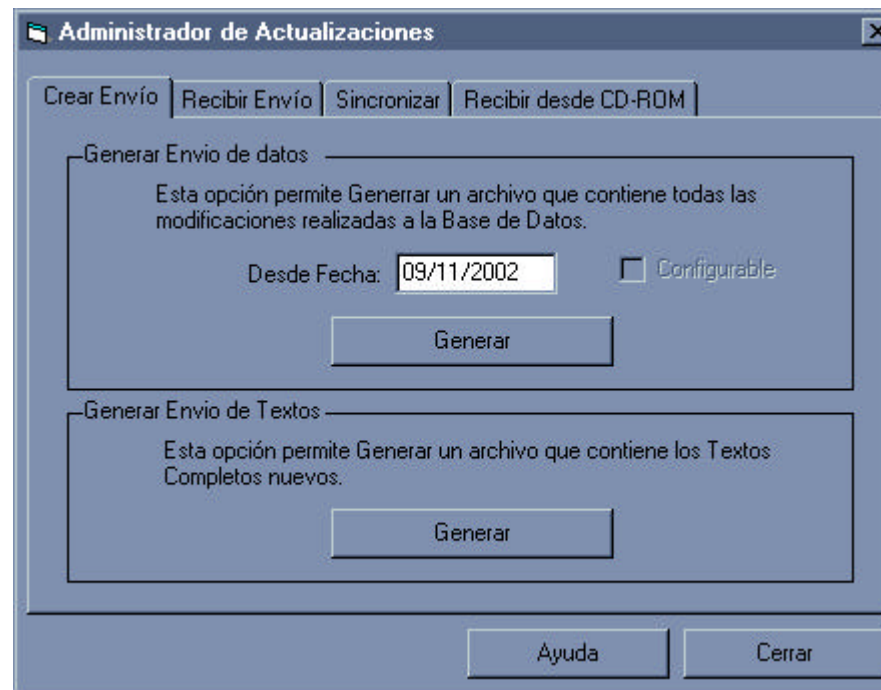 Administrador de Actualizaciones
Crear Envío Recibir Envío Sincronizar Recibir desde CD-ROM
Generar Envio de datos
Esta opción permite Generrar un archivo que contiene todas las
modificaciones realizadas a la Base de Datos.
Desde Fecha: 09/11/2002 Configurable
Generar
Generar Envio de Textos
Esta opción permite Generar un archivo que contiene los Textos
Completos nuevos.
Generar
Ayuda Cerrar